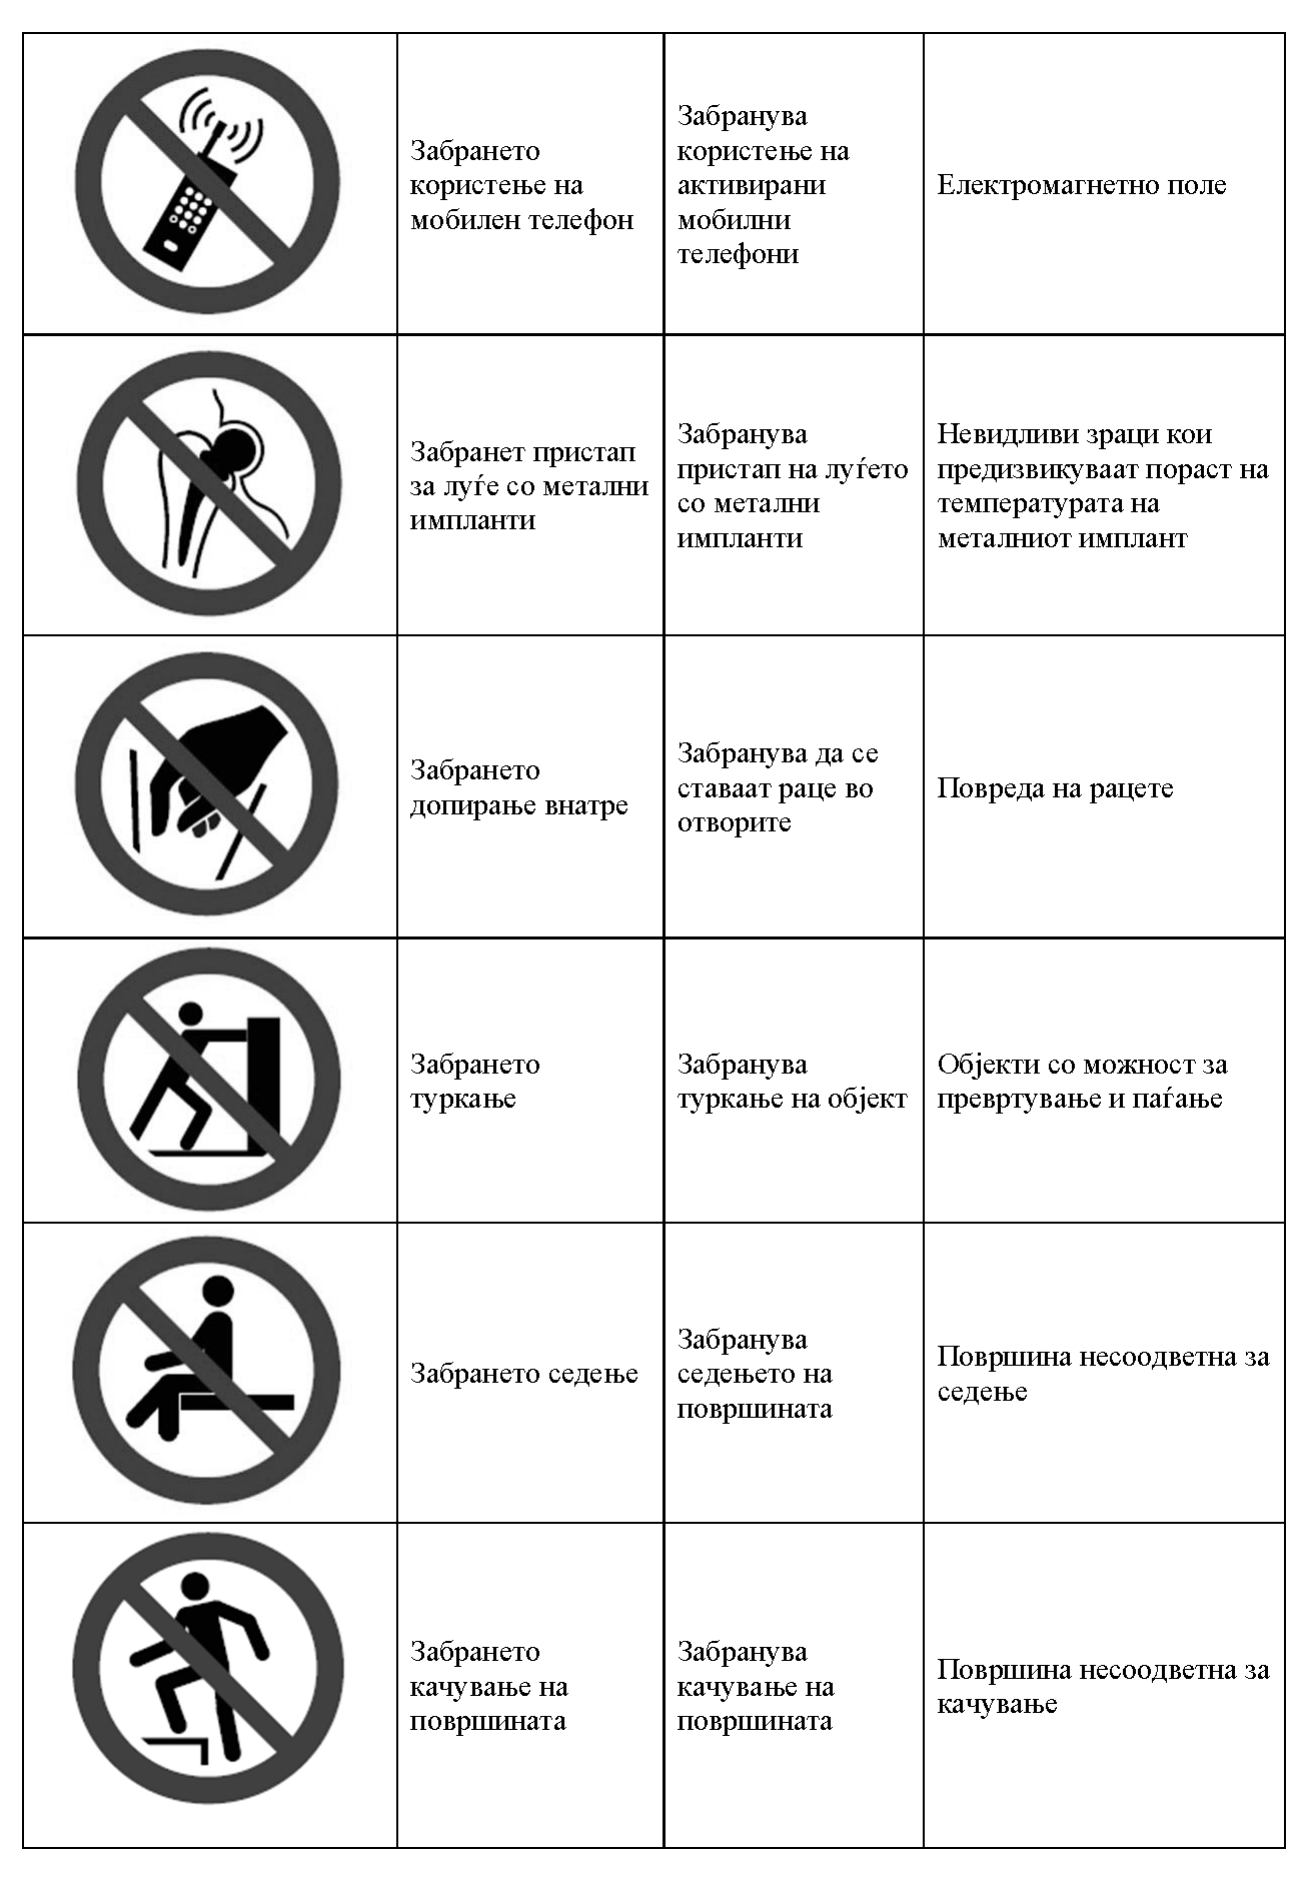 Забрането
користење на
мобилен телефон
Забранува
користење на
активирани
мобилни
телефони
Електромагнетно поле
Забранет пристап
за луѓе со метални
импланти
Забранува
пристап на луѓето
со метални
импланти
Невидливи зраци кои
предизвикуваат пораст на
температурата на
металниот имплант
Забрането
допирање внатре
Забранува да се
ставаат раце во
отворите
Повреда на рацете
Забрането
туркање
Забранува
туркање на објект
Објекти со можност за
превртување и паѓање
Забрането седење
Забранува
седењето на
површината
Површина несоодветна за
седење
Забрането
качување на
површината
Забранува
качување на
површината
Површина несоодветна за
качување